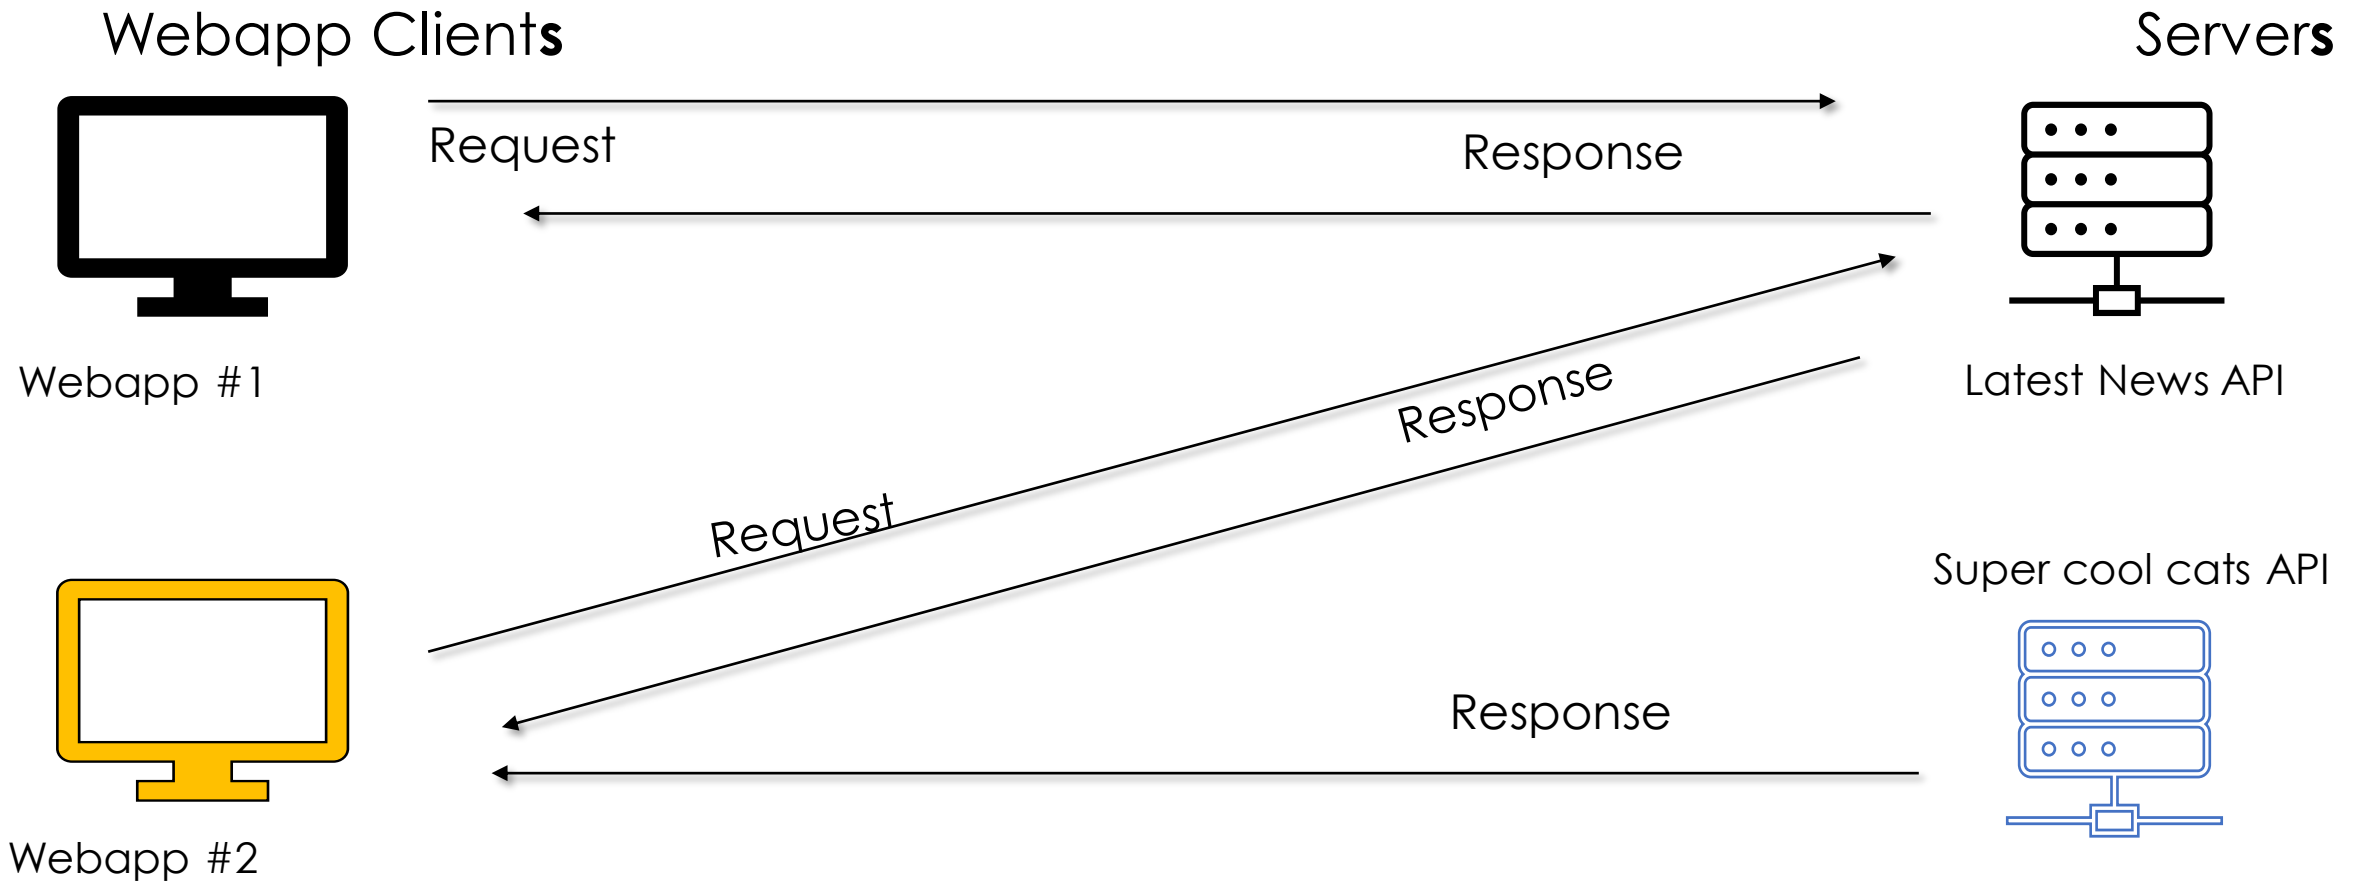 Webapp Clients
Servers
Request
Response
Webapp #1
Latest News API
Response
Request
Super cool cats API
Response
Webapp #2